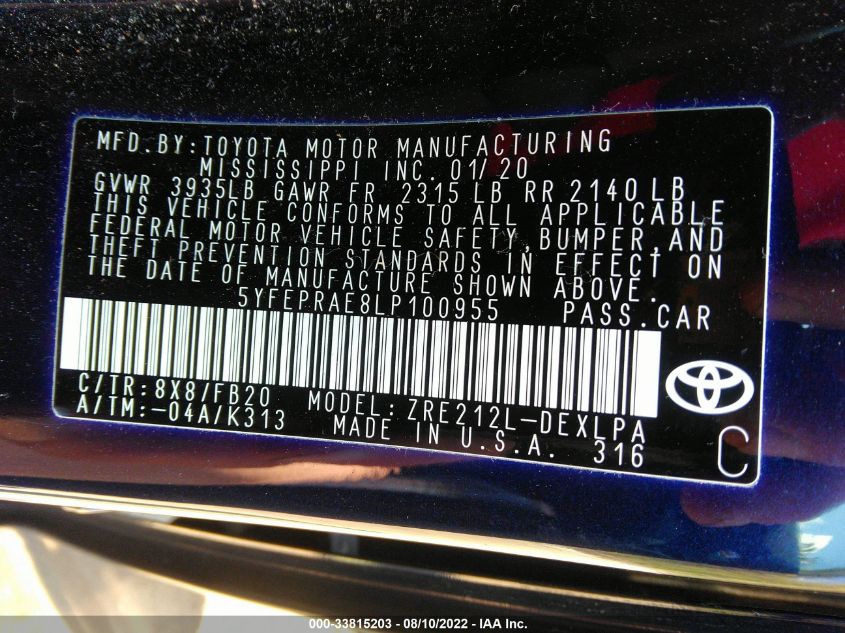 MFD.BY:TOYOTA MOTOR MANUFACTURING
MISSISSIPPI INC. 01/20
GVWR 3935LB GAWR FR 2315 LB RR 2140 LB
THIS VEHICLE CONFORMS TO ALL APPLICABLE
FEDERAL MOTOR VEHICLE SAFETY,BUMPER,AND
THEFT PREVENTION STANDARDS IN EFFECT ON
THE DATE OF MANUFACTURE SHOWN ABOVE.
5YFEPRAE8LP100955 PASS.CAR
C/TR:8X8/FB20 MODEL:ZRE212L-DEXLPA
A/TM:-04A/K313 MADE IN U.S.A. 316
C
000-33815203 - 08/10/2022 - IAA Inc.